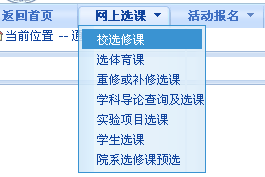 返回首页 网上选课 活动报名
当前位置 --
校选修课
选体育课
重修或补修选课
学科导论查询及选课
实验项目选课
学生选课
院系选修课预选